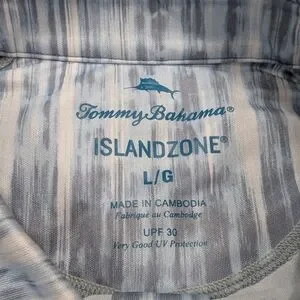 Tommy Bahama®
ISLANDZONE®
L/G
MADE IN CAMBODIA
Fabriqué au Cambodge
UPF 30
Very Good UV Protection